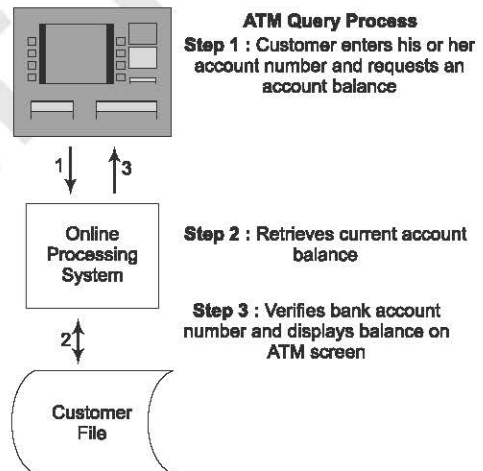 ATM Query Process
Step 1 : Customer enters his or her
account number and requests an
account balance
1
3
Online
Processing
System
Step 2 : Retrieves current account
balance
Step 3 : Verifies bank account
number and displays balance on
ATM screen
2
Customer
File